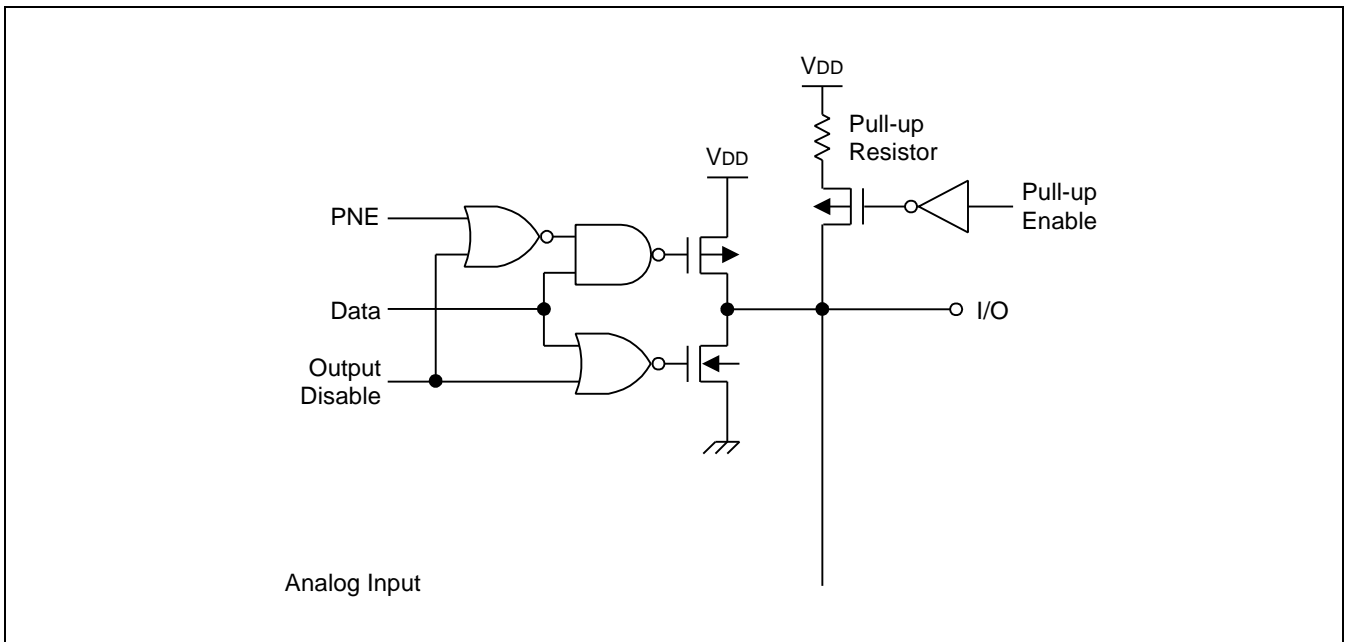 VDD
Pull-up
Resistor
VDD
Pull-up
Enable
PNE
Data
I/O
Output
Disable
Analog Input